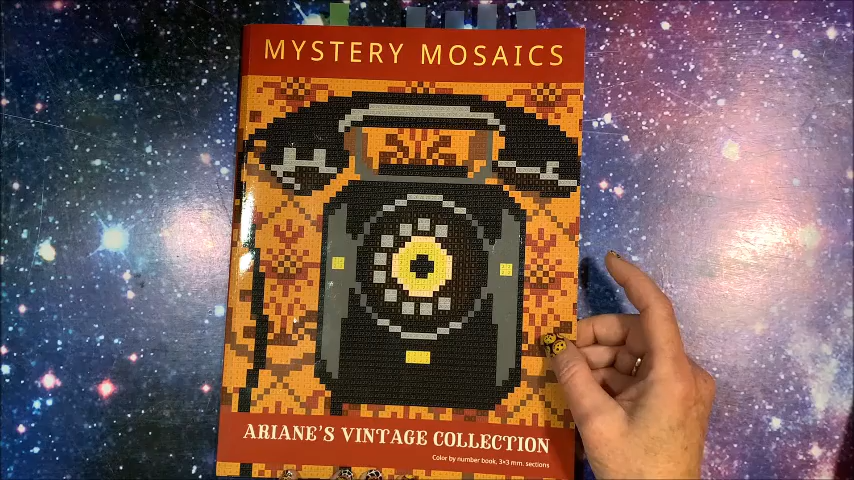 MYSTERY MOSAICS
ARIANE'S VINTAGE COLLECTION
Color by number book, 3×3 mm. sections